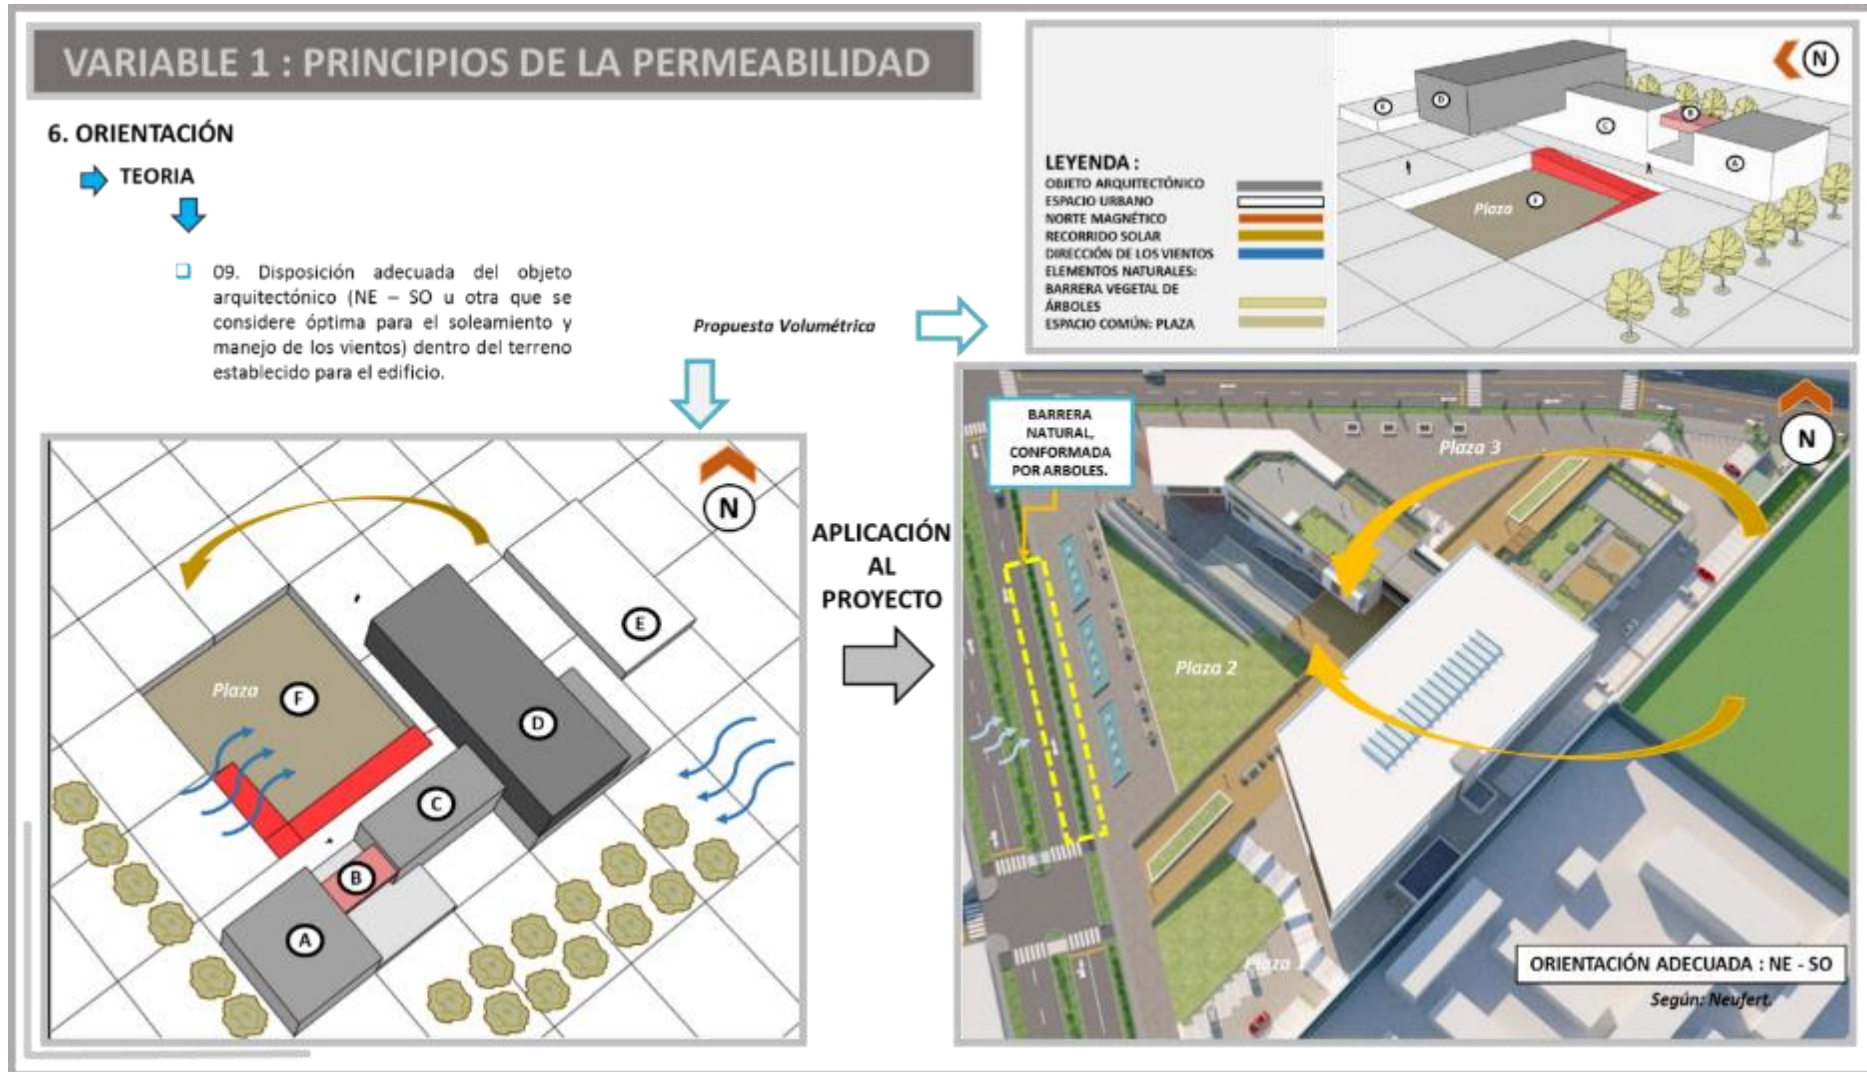 VARIABLE 1 : PRINCIPIOS DE LA PERMEABILIDAD
6. ORIENTACIÓN
TEORIA
09. Disposición adecuada del objeto
arquitectónico (NE – SO u otra que se
considere óptima para el soleamiento y
manejo de los vientos) dentro del terreno
establecido para el edificio.
Propuesta Volumétrica
LEYENDA :
OBJETO ARQUITECTÓNICO
ESPACIO URBANO
NORTE MAGNÉTICO
RECORRIDO SOLAR
DIRECCIÓN DE LOS VIENTOS
ELEMENTOS NATURALES:
BARRERA VEGETAL DE
ÁRBOLES
ESPACIO COMÚN: PLAZA
N
E
D
C
B
A
Plaza
N
E
Plaza
F
D
C
B
A
APLICACIÓN
AL
PROYECTO
BARRERA
NATURAL,
CONFORMADA
POR ARBOLES.
Plaza 3
N
Plaza 2
Plaza
ORIENTACIÓN ADECUADA : NE - SO
Según: Neufert.